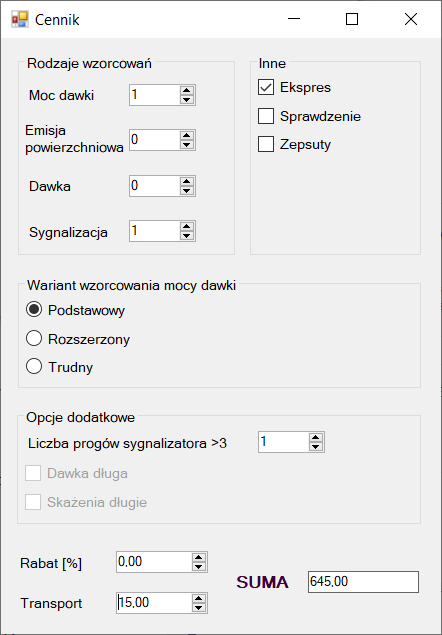 Cennik
Rodzaje wzorcowań
Moc dawki 1
Emisja
powierzchniowa 0
Dawka 0
Sygnalizacja 1
Inne
Ekspres
Sprawdzenie
Zepsuty
Wariant wzorcowania mocy dawki
Podstawowy
Rozszerzony
Trudny
Opcje dodatkowe
Liczba progów sygnalizatora >3 1
Dawka długa
Skażenia długie
Rabat [%] 0,00
Transport 15,00
SUMA 645,00